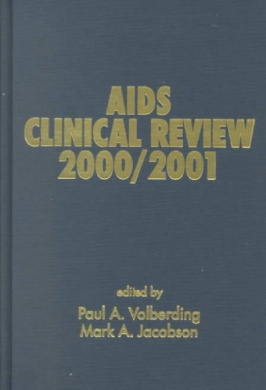 AIDS
CLINICAL REVIEW
2000/2001
edited by
Paul A. Volberding
Mark A. Jacobson